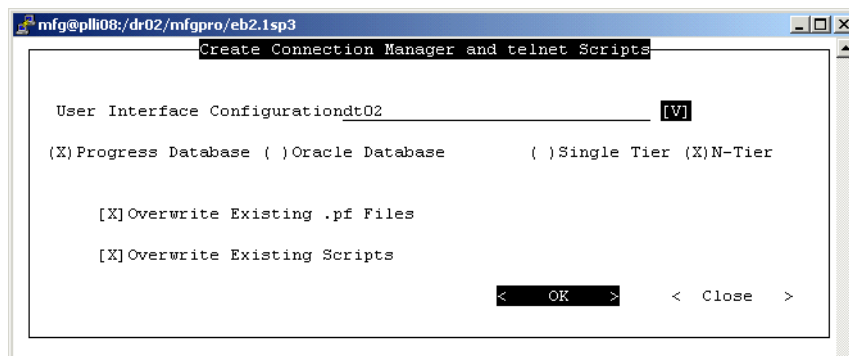 mfg@plli08:/dr02/mfgpro/eb2.1sp3
Create Connection Manager and telnet Scripts
User Interface Configurationdt02 [V]
(X)Progress Database ( )Oracle Database ( )Single Tier (X)N-Tier
[X]Overwrite Existing .pf Files
[X]Overwrite Existing Scripts
< OK > < Close >